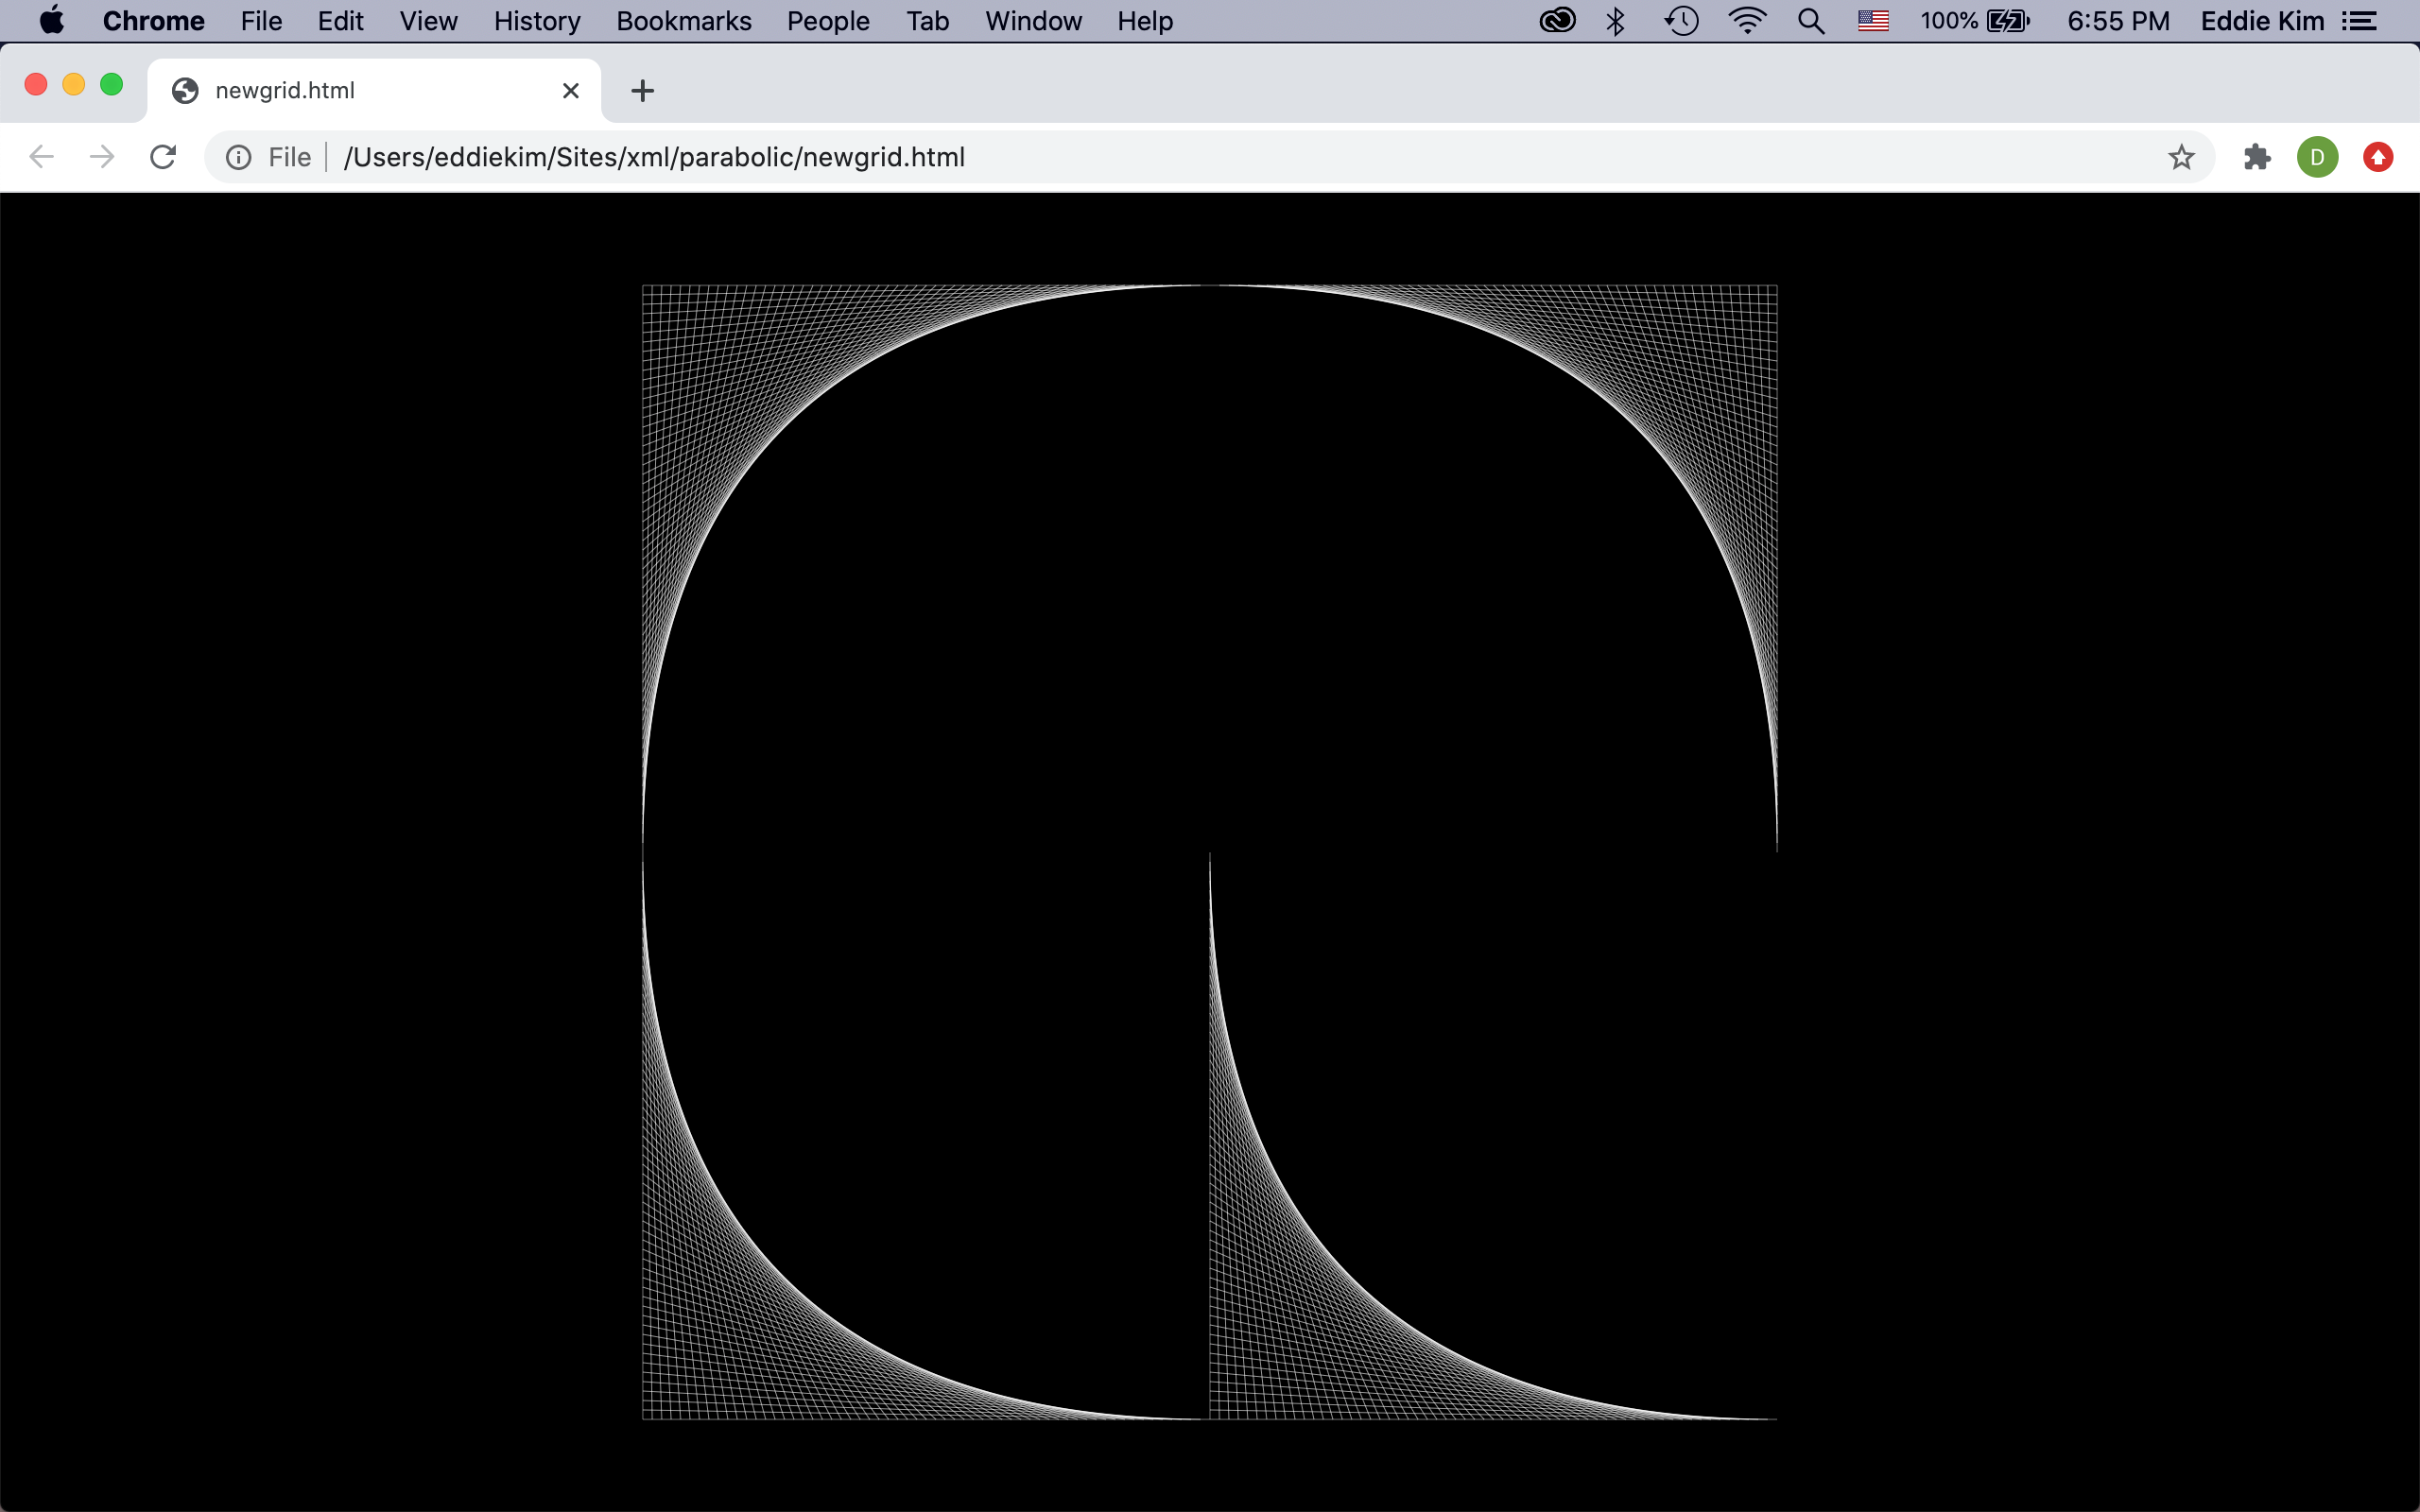 Chrome File Edit View History Bookmarks People Tab Window Help 100% 6:55 PM Eddie Kim
newgrid.html
File /Users/eddiekim/Sites/xml/parabolic/newgrid.html D